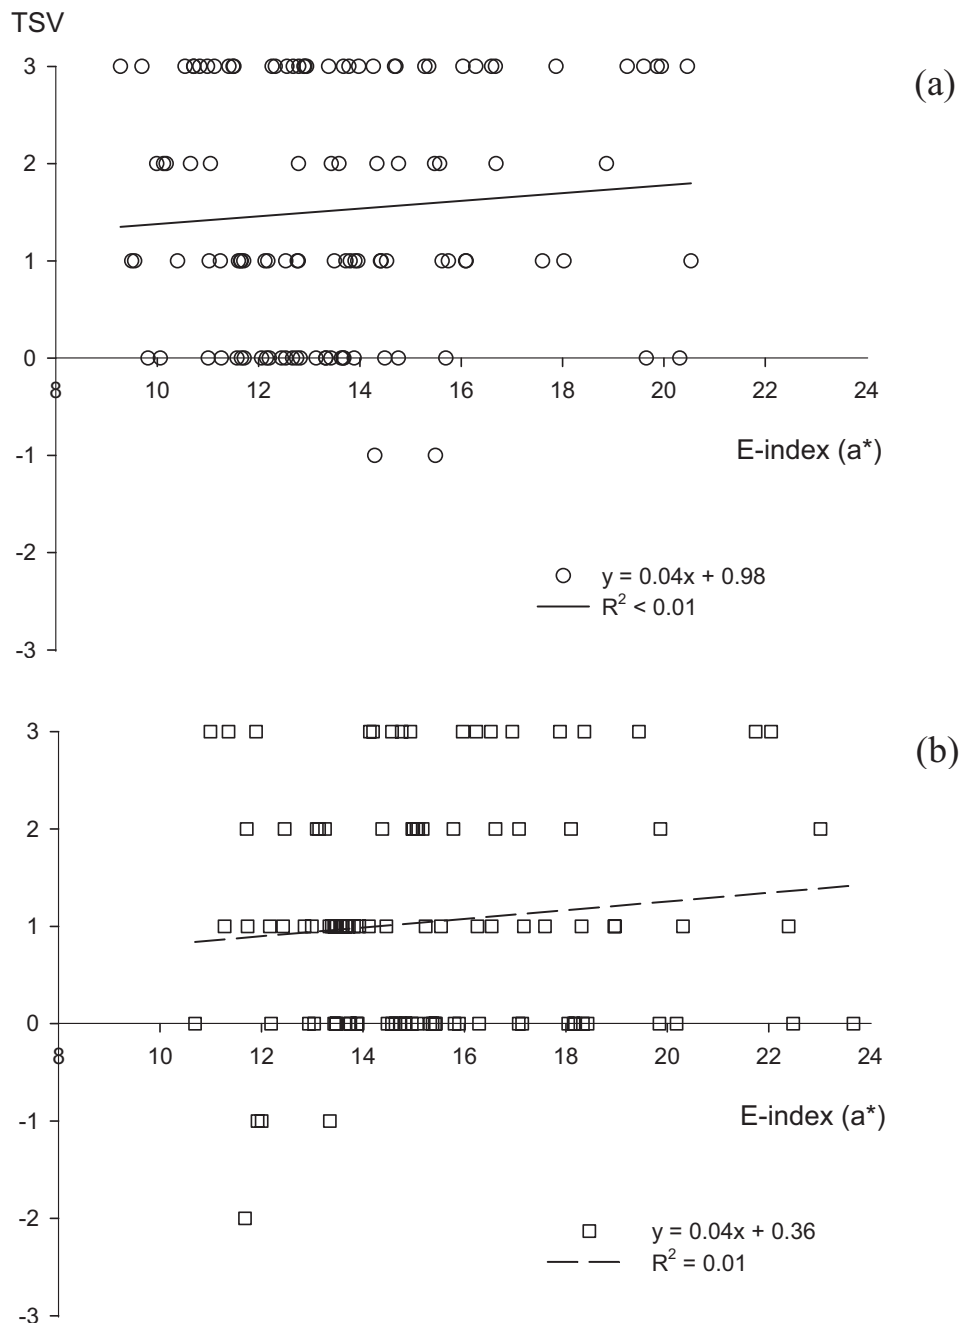 TSV
(a)
3
2
1
0
8 10 12 14 16 18 20 22 24
E-index (a*)
-1
-2
y = 0.04x + 0.98
R² < 0.01
-3
3
(b)
2
1
0
8 10 12 14 16 18 20 22 24
E-index (a*)
-1
-2
y = 0.04x + 0.36
R² = 0.01
-3